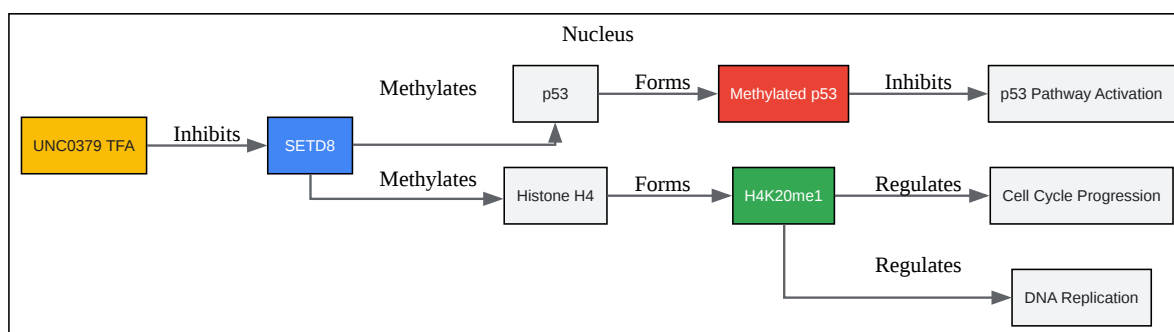 Nucleus
Methylates
p53
Forms
Methylated p53
Inhibits
p53 Pathway Activation
UNC0379 TFA
Inhibits
SETD8
Methylates
Histone H4
Forms
H4K20me1
Regulates
Cell Cycle Progression
Regulates
DNA Replication